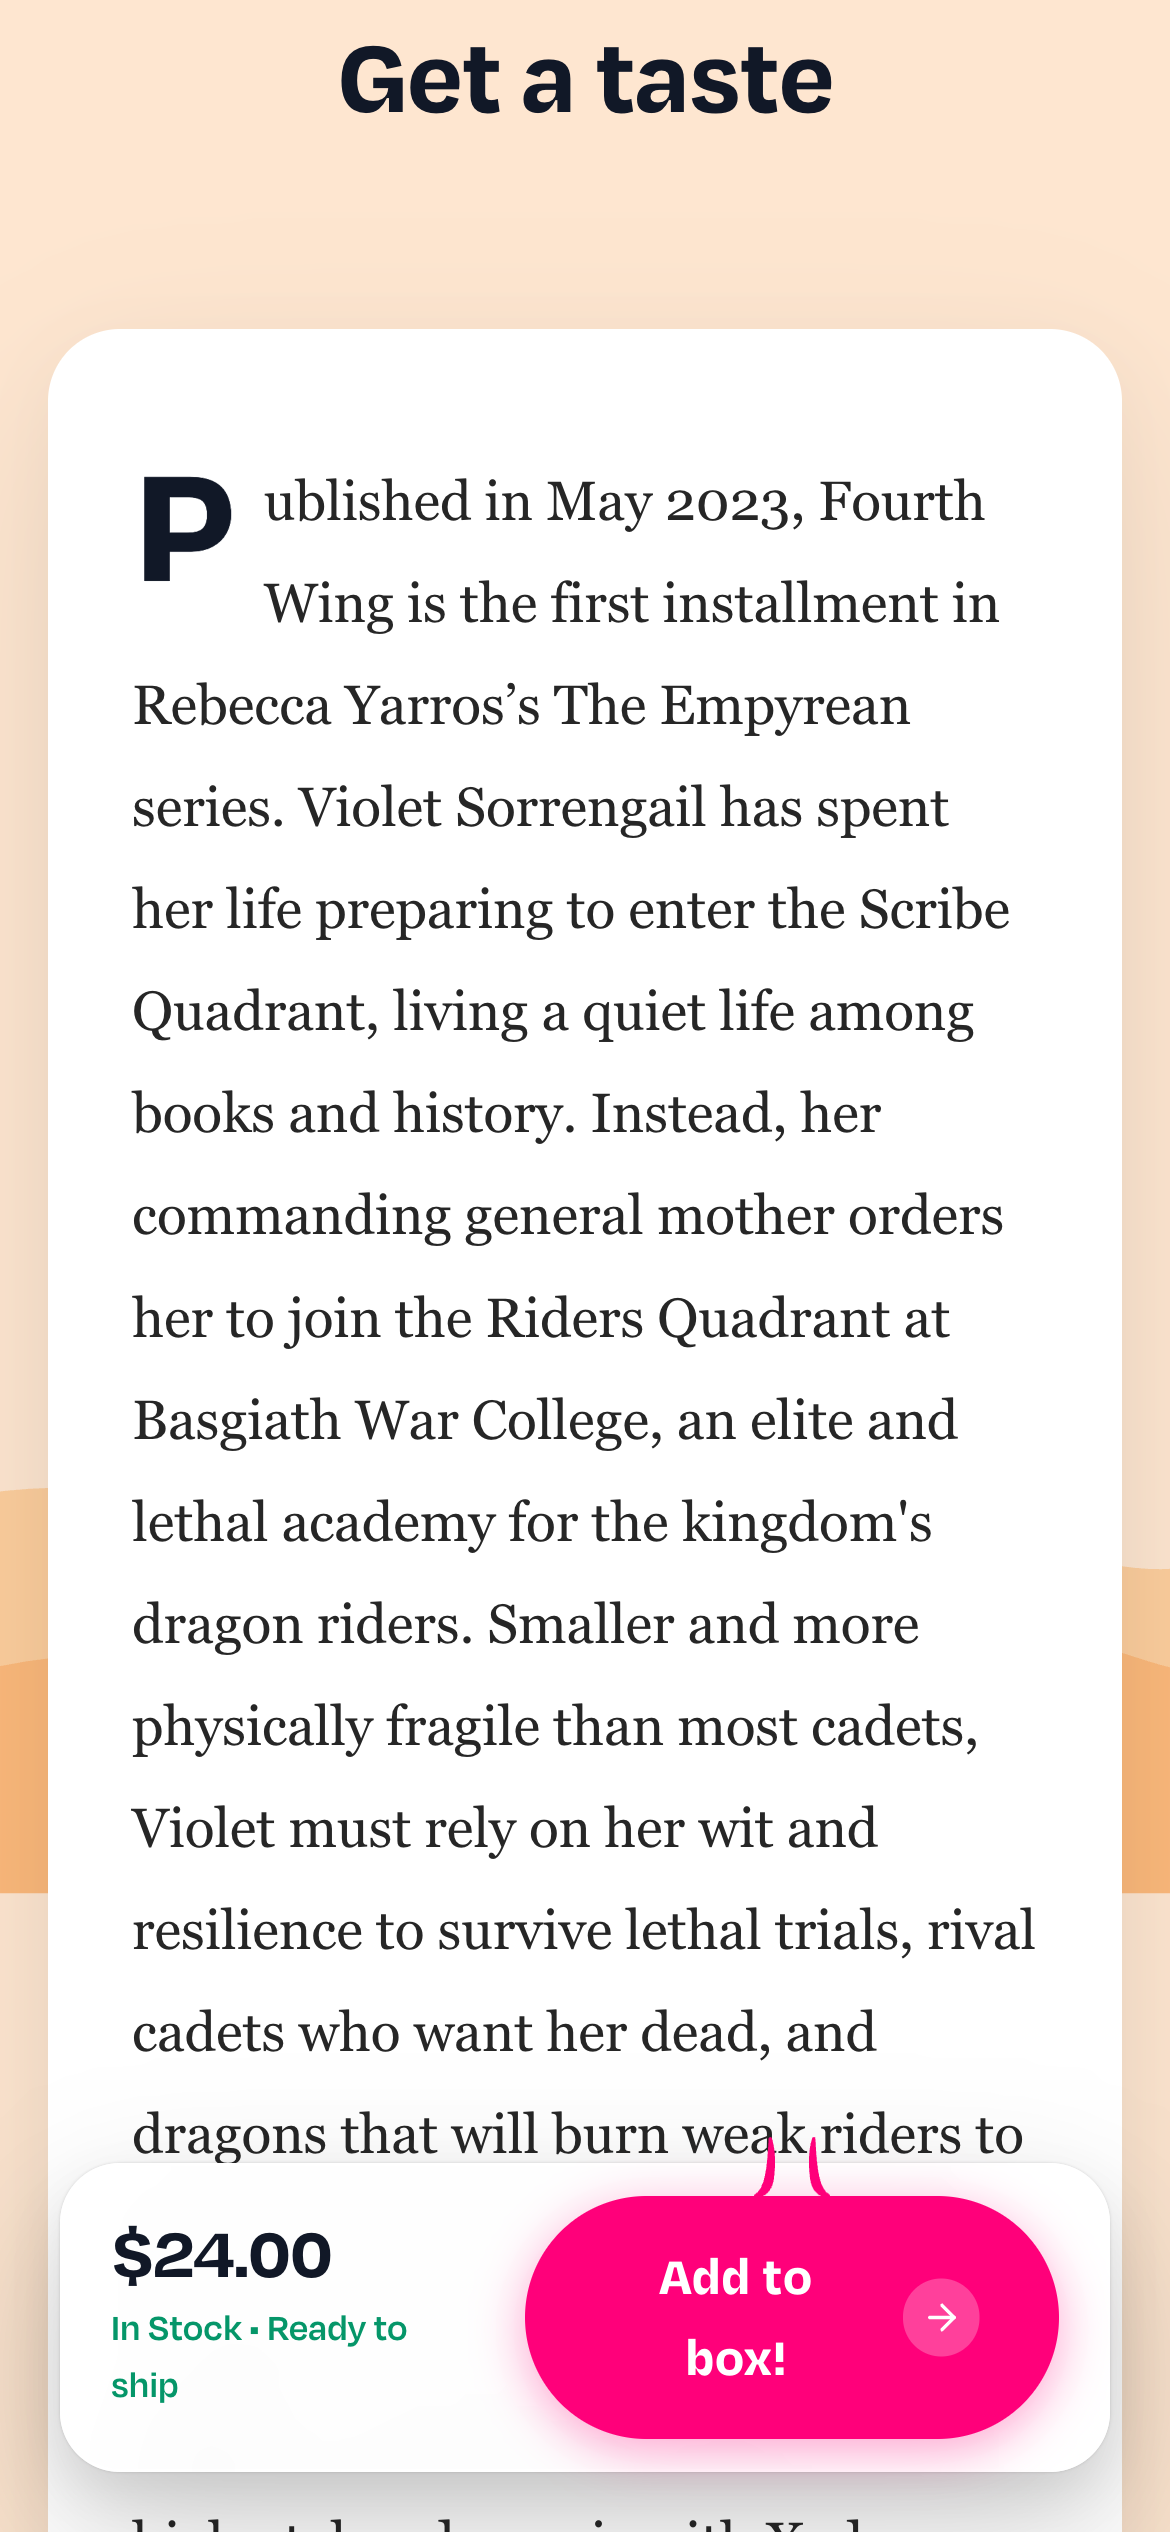 Get a taste
Published in May 2023, Fourth
Wing is the first installment in
Rebecca Yarros’s The Empyrean
series. Violet Sorrengail has spent
her life preparing to enter the Scribe
Quadrant, living a quiet life among
books and history. Instead, her
commanding general mother orders
her to join the Riders Quadrant at
Basgiath War College, an elite and
lethal academy for the kingdom's
dragon riders. Smaller and more
physically fragile than most cadets,
Violet must rely on her wit and
resilience to survive lethal trials, rival
cadets who want her dead, and
dragons that will burn weak riders to
$24.00
In Stock • Ready to
ship
Add to
box!